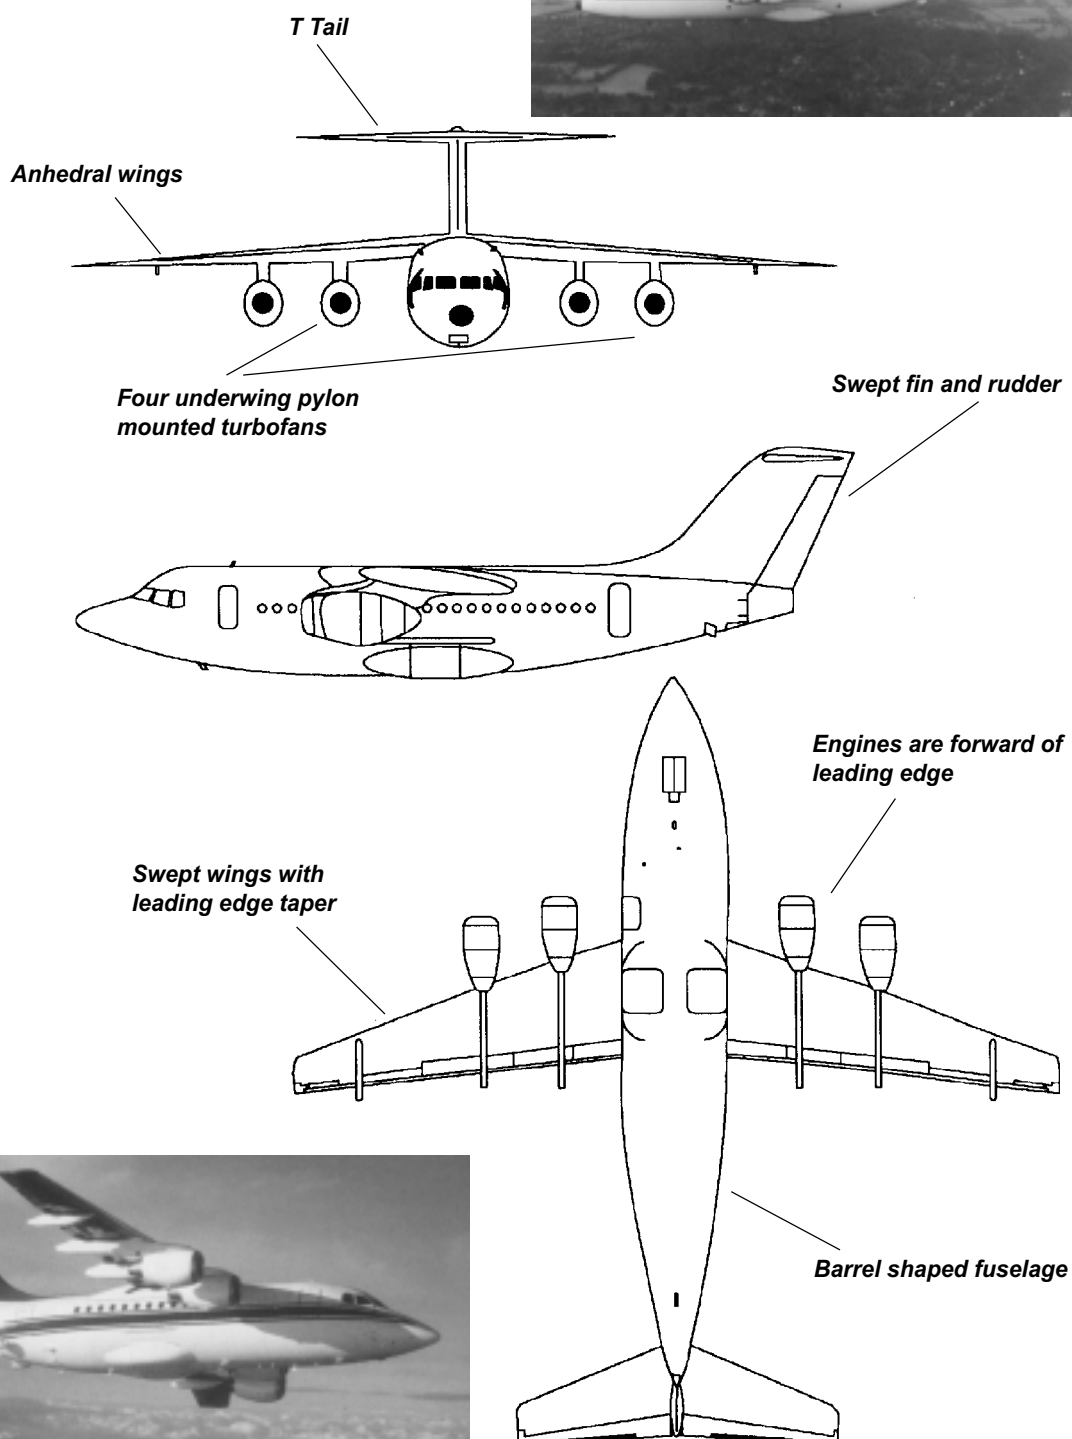 T Tail
Anhedral wings
Four underwing pylon
mounted turbofans
Swept fin and rudder
Engines are forward of
leading edge
Swept wings with
leading edge taper
Barrel shaped fuselage